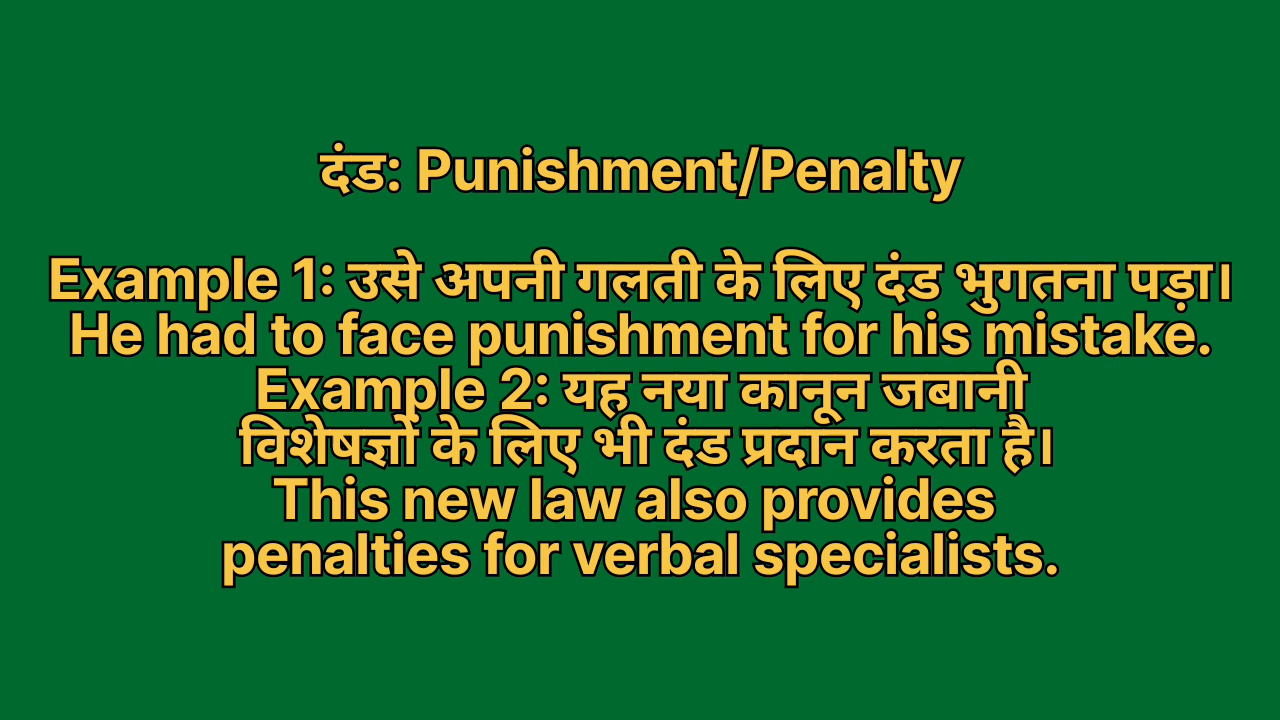 दंड: Punishment/Penalty
Example 1: उसे अपनी गलती के लिए दंड भुगतना पड़ा।
He had to face punishment for his mistake.
Example 2: यह नया कानून जबानी
विशेषज्ञों के लिए भी दंड प्रदान करता है।
This new law also provides
penalties for verbal specialists.